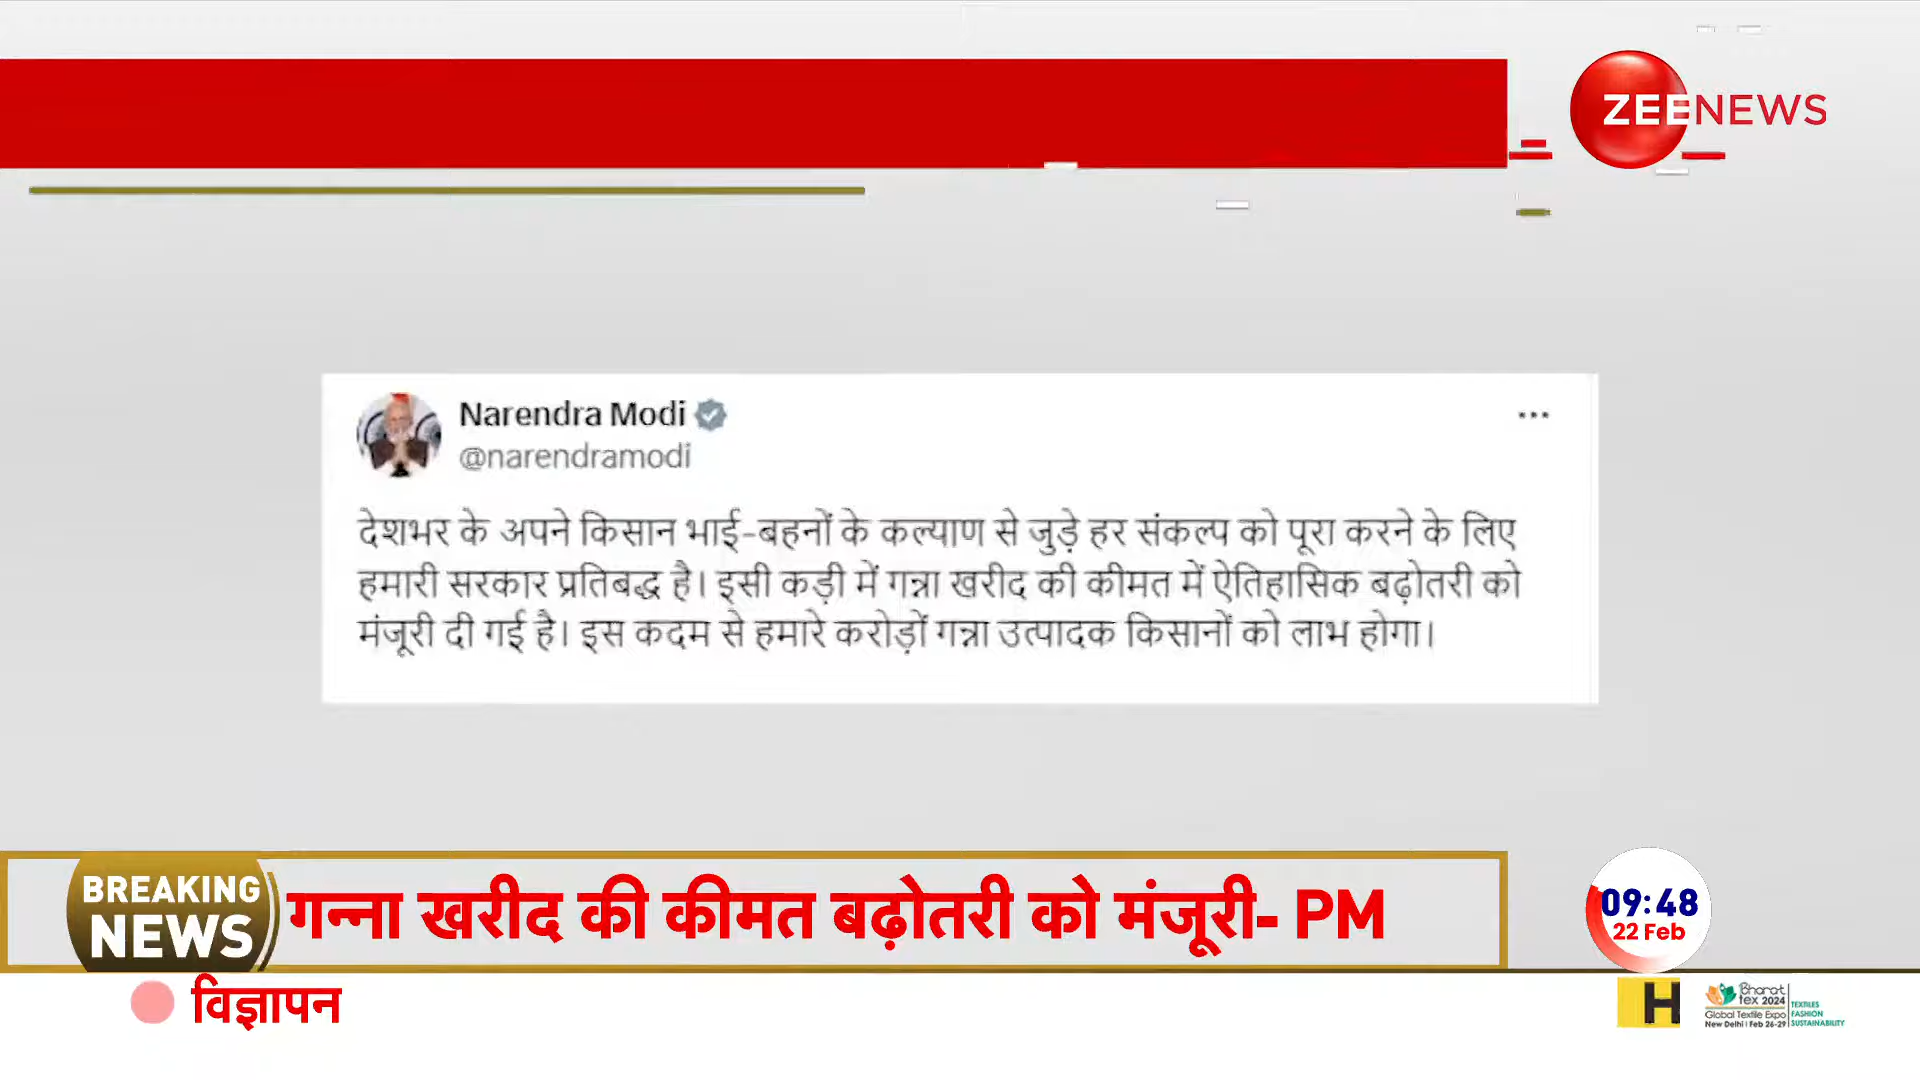 ZEENEWS
Narendra Modi
@narendramodi
देशभर के अपने किसान भाई-बहनों के कल्याण से जुड़े हर संकल्प को पूरा करने के लिए
हमारी सरकार प्रतिबद्ध है। इसी कड़ी में गन्ना खरीद की कीमत में ऐतिहासिक बढ़ोतरी को
मंजूरी दी गई है। इस कदम से हमारे करोड़ों गन्ना उत्पादक किसानों को लाभ होगा।
BREAKING
NEWS
गन्ना खरीद की कीमत बढ़ोतरी को मंजूरी- PM
09:48
22 Feb
विज्ञापन
H
Bharat
tex 2024
Global Textile Expo
New Delhi | Feb 26-29
TEXTILES
FASHION
SUSTAINABILITY